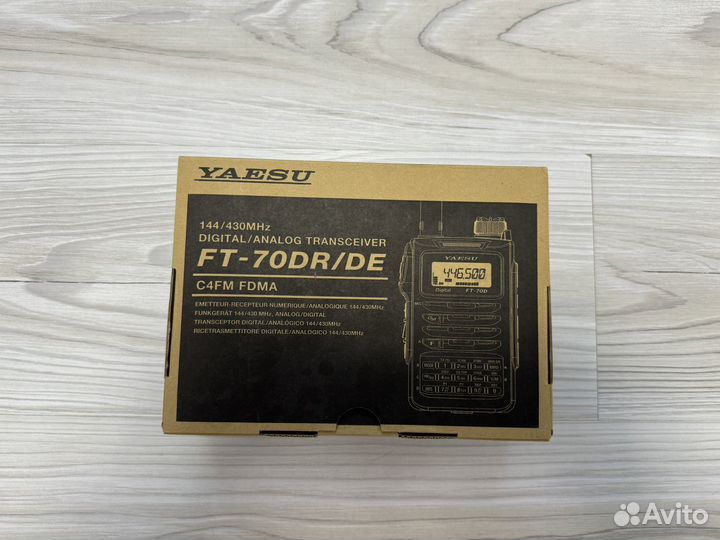 YAESU
144/430MHz
DIGITAL/ANALOG TRANSCEIVER
FT-70DR/DE
C4FM FDMA
EMETTEUR-RECEPTEUR NUMERIQUE/ANALOGIQUE 144/430MHz
FUNKGERÄT 144/430 MHz, ANALOG/DIGITAL
TRANSCEPTOR DIGITAL/ANALÓGICO 144/430MHz
RICETRASMETTITORE DIGITALE/ANALOGICO 144/430MHz
YAESU
446.500
Digital FT-70D
Avito